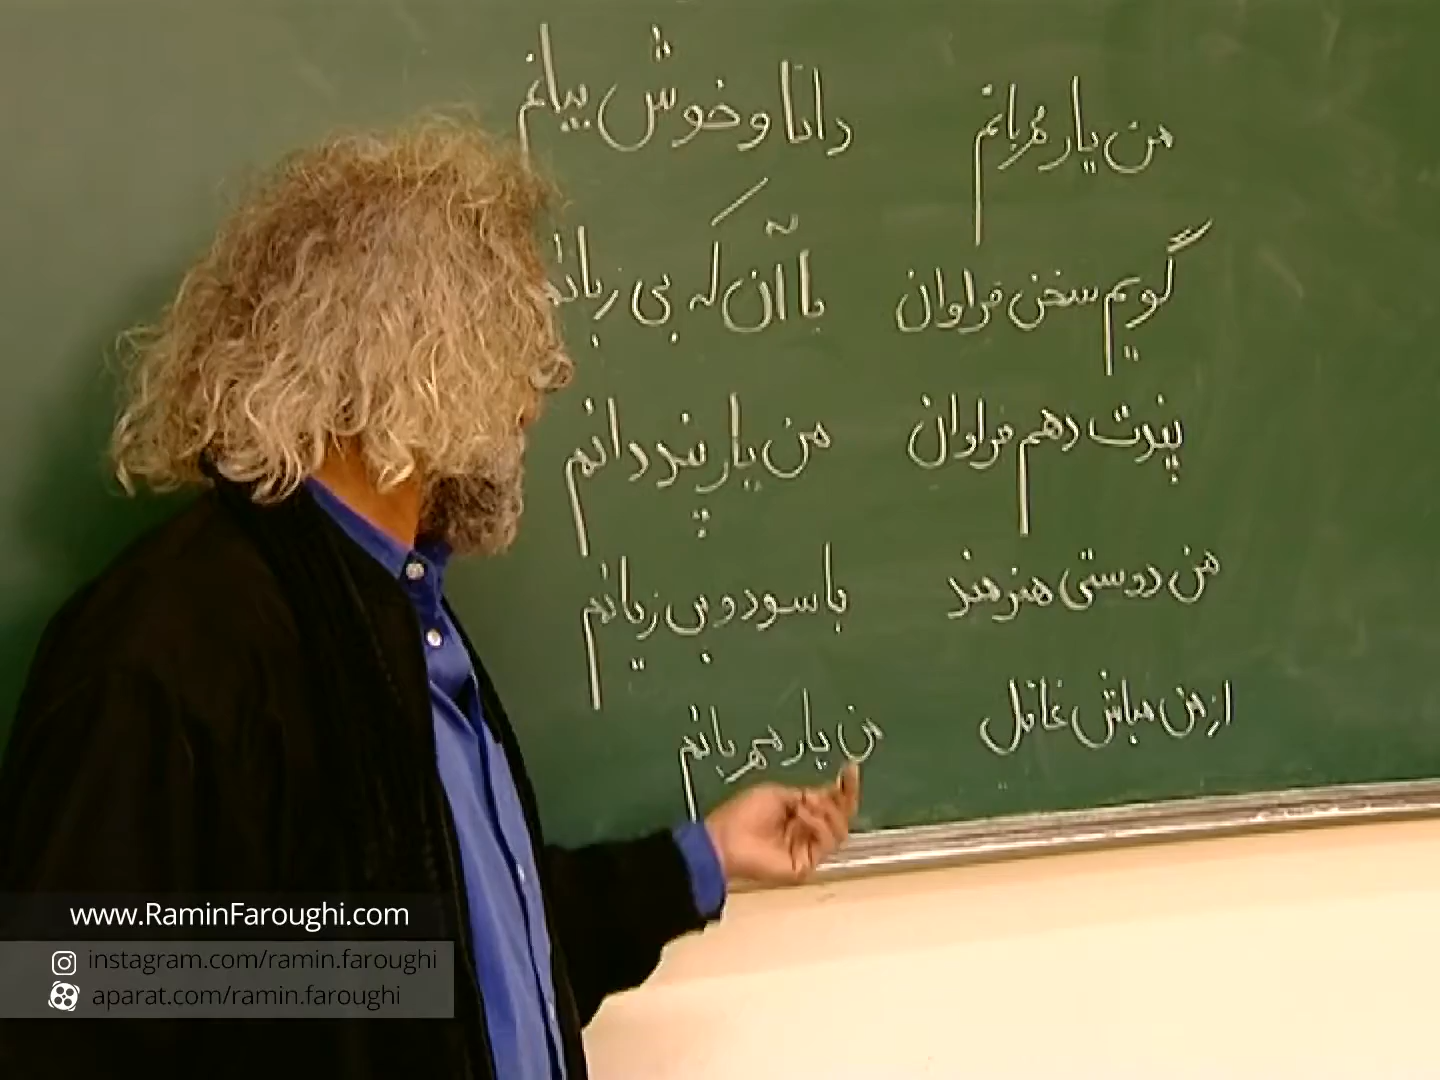 من یار مهربانم دانا و خوش بیانم
گویم سخن فراوان با آن که بی زبانم
پندت دهم فراوان من یار پند دانم
من دوستی هنرمند با سود و بی زیانم
از من مباش غافل من یار مهربانم
www.RaminFaroughi.com
instagram.com/ramin.faroughi
aparat.com/ramin.faroughi